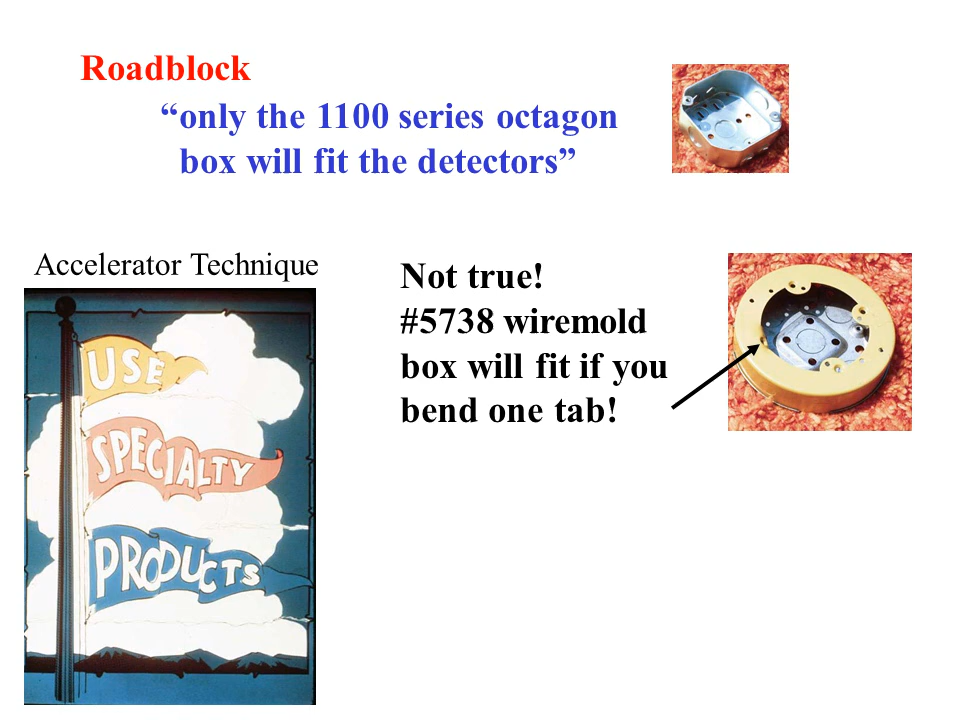 Roadblock
“only the 1100 series octagon
box will fit the detectors”
Accelerator Technique
Not true!
#5738 wiremold
box will fit if you
bend one tab!
USE
SPECIALTY
PRODUCTS